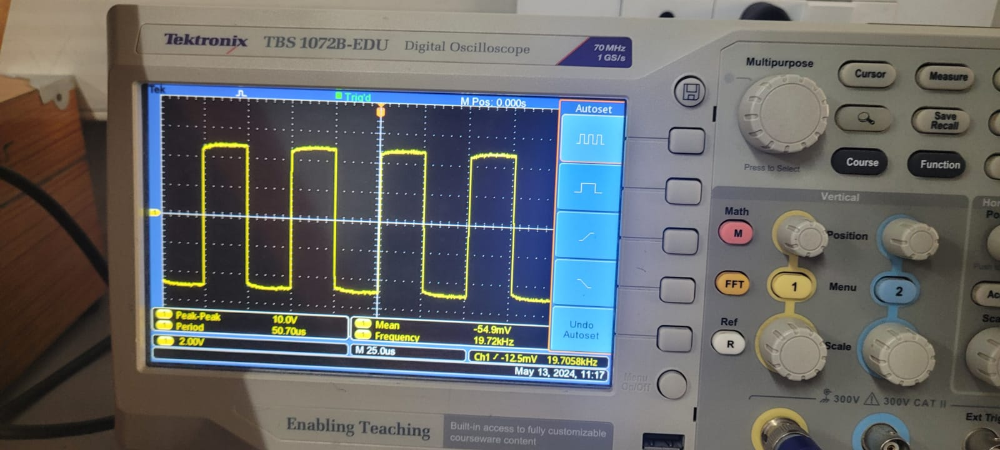 Tektronix TBS 1072B-EDU Digital Oscilloscope
70 MHz
1 GS/s
Tek
Trig'd
M Pos: 0.000s
Autoset
Undo
Autoset
1
Peak-Peak 10.0V
Period 50.70us
Mean -54.9mV
Frequency 19.72kHz
2.00V
M 25.0us
Ch1 / -12.5mV 19.7058kHz
May 13, 2024, 11:17
Menu
On/Off
Enabling Teaching
Built-in access to fully customizable
courseware content
Multipurpose
Press to Select
Cursor
Measure
Save
Recall
Course
Function
Vertical
Math
M
Position
FFT
1
Menu
2
Ref
R
Scale
300V
300V CAT II
Hor
Po
Push
Ac
Sca
Ext Trig